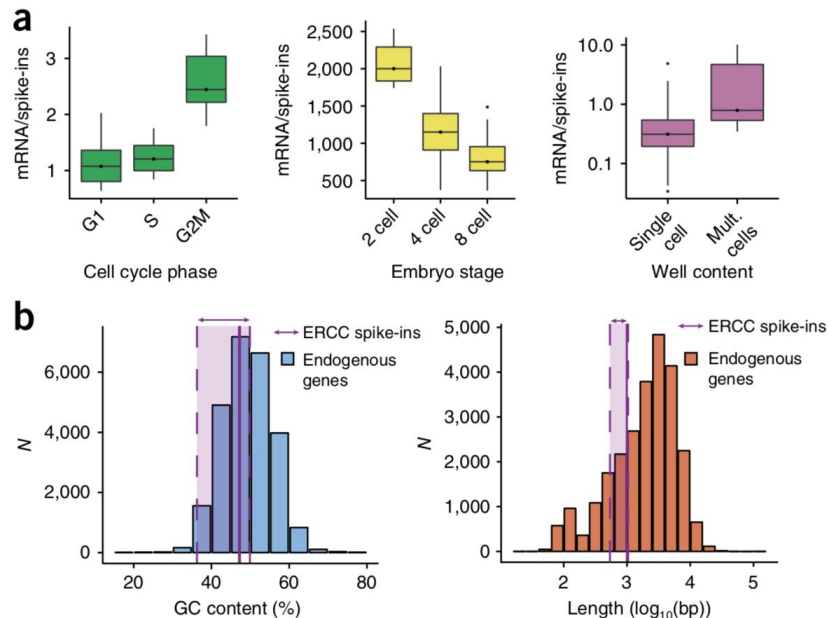 a
mRNA/spike-ins
3
2
1
G1
S
G2M
Cell cycle phase
mRNA/spike-ins
2,500
2,000
1,500
1,000
500
2 cell
4 cell
8 cell
Embryo stage
mRNA/spike-ins
10.0
1.0
0.1
Single
cell
Mult.
cells
Well content
b
N
6,000
4,000
2,000
0
20
40
60
80
GC content (%)
ERCC spike-ins
Endogenous
genes
N
5,000
4,000
3,000
2,000
1,000
0
2
3
4
5
Length (log10(bp))
ERCC spike-ins
Endogenous
genes